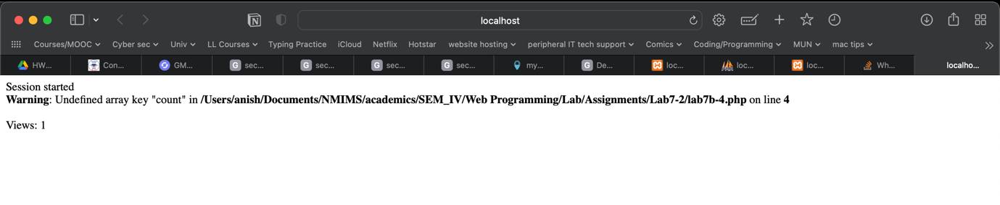 localhost
Courses/MOOC Cyber sec Univ LL Courses Typing Practice iCloud Netflix Hotstar website hosting peripheral IT tech support Comics Coding/Programming MUN mac tips
HW... Con... GM... G sec... G sec... G sec... G sec... my... G De... loc... loc... loc... Wh... localho...
Session started
Warning: Undefined array key "count" in /Users/anish/Documents/NMIMS/academics/SEM_IV/Web Programming/Lab/Assignments/Lab7-2/lab7b-4.php on line 4
Views: 1